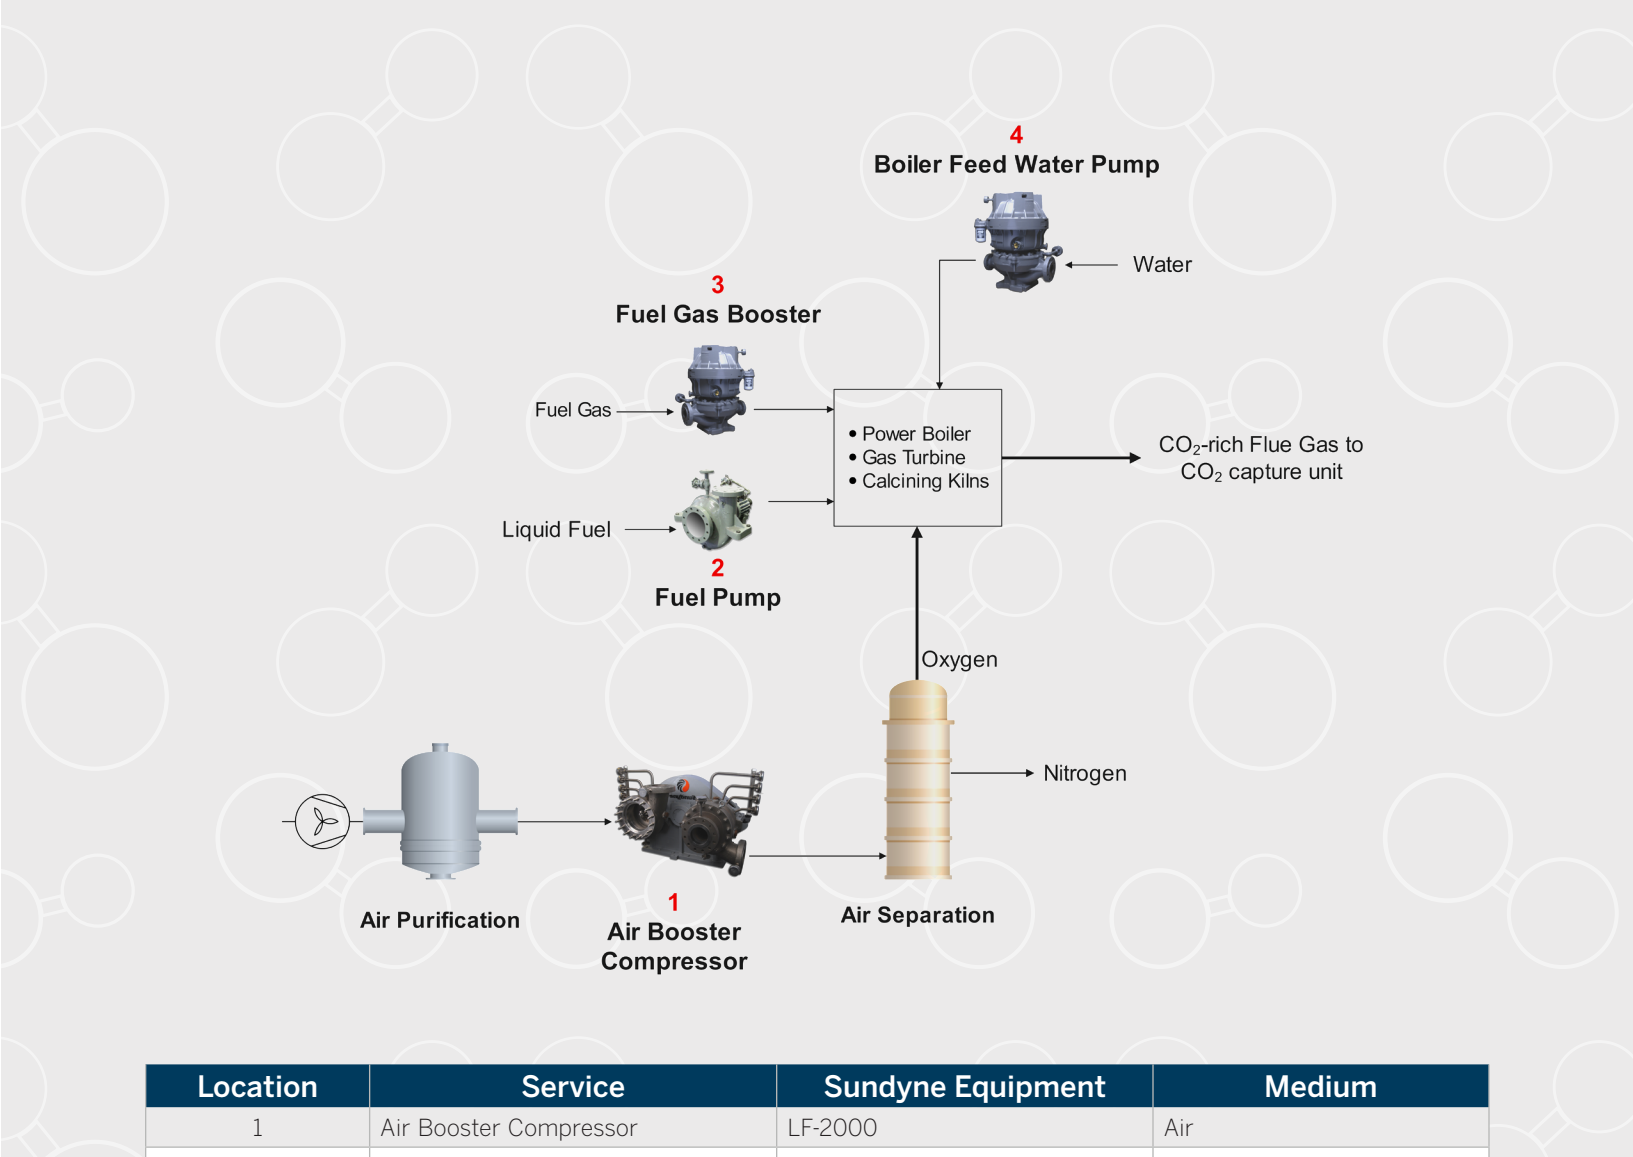 4
Boiler Feed Water Pump
Water
3
Fuel Gas Booster
Fuel Gas
• Power Boiler
• Gas Turbine
• Calcining Kilns
CO₂-rich Flue Gas to
CO₂ capture unit
Liquid Fuel
2
Fuel Pump
Oxygen
Nitrogen
Air Purification
1
Air Booster
Compressor
Air Separation
Location Service Sundyne Equipment Medium
1 Air Booster Compressor LF-2000 Air